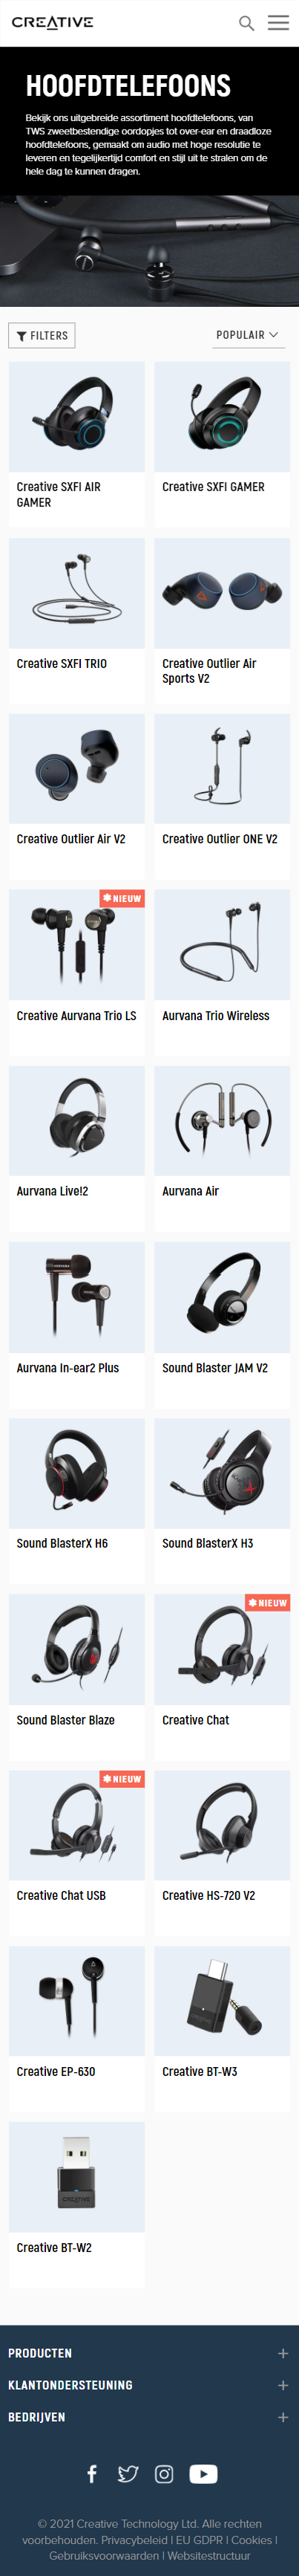 CREATIVE
HOOFDTELEFOONS
Bekijk ons uitgebreide assortiment hoofdtelefoons, van
TWS zweetbestendige oordopjes tot over-ear en draadloze
hoofdtelefoons, gemaakt om audio met hoge resolutie te
leveren en tegelijkertijd comfort en stijl uit te stralen om de
hele dag te kunnen dragen.
FILTERS
POPULAIR
Creative SXFI AIR
GAMER
Creative SXFI GAMER
Creative SXFI TRIO
Creative Outlier Air
Sports V2
Creative Outlier Air V2
Creative Outlier ONE V2
NIEUW
Creative Aurvana Trio LS
Aurvana Trio Wireless
Aurvana Live!2
Aurvana Air
Aurvana In-ear2 Plus
Sound Blaster JAM V2
Sound BlasterX H6
Sound BlasterX H3
Sound Blaster Blaze
NIEUW
Creative Chat
NIEUW
Creative Chat USB
Creative HS-720 V2
Creative EP-630
Creative BT-W3
CREATIVE
Creative BT-W2
PRODUCTEN
KLANTONDERSTEUNING
BEDRIJVEN
© 2021 Creative Technology Ltd. Alle rechten
voorbehouden. Privacybeleid | EU GDPR | Cookies |
Gebruiksvoorwaarden | Websitestructuur